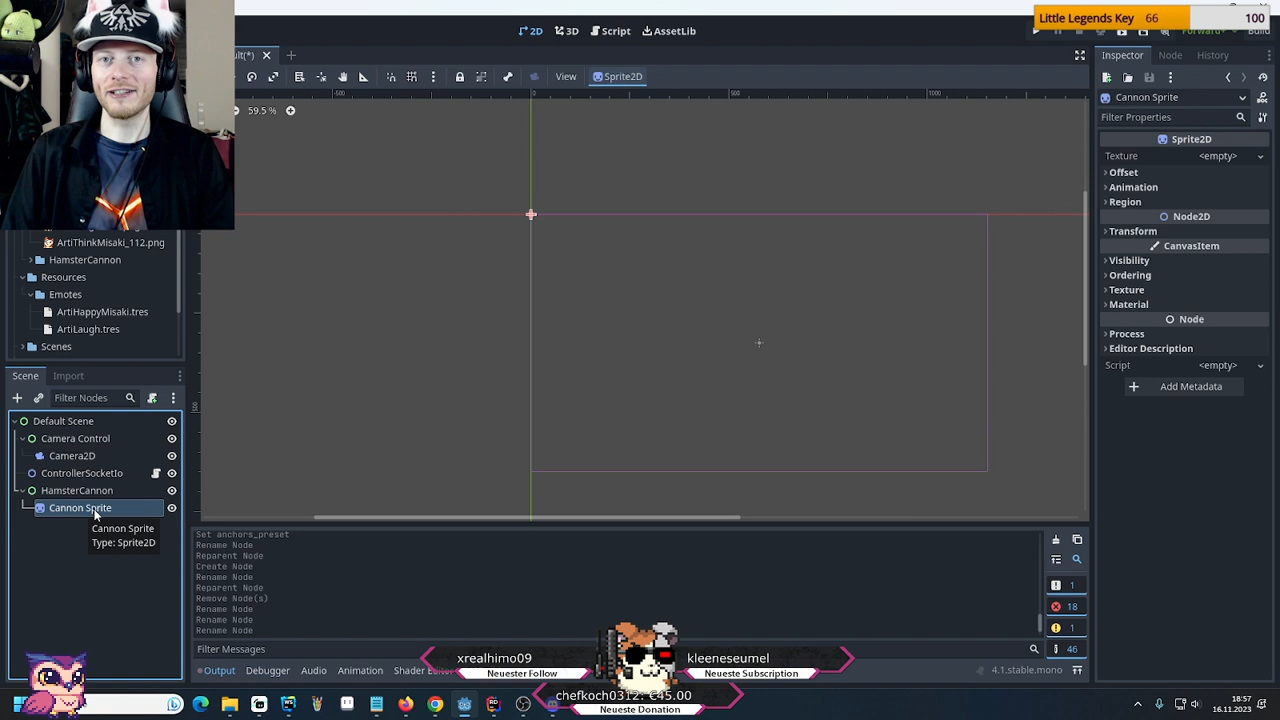 Little Legends Key 66 100
2D 3D Script AssetLib
ult(*)
View Sprite2D
-500 0 500 1000
59.5 %
Inspector Node History
Cannon Sprite
Filter Properties
Sprite2D
Texture <empty>
Offset
Animation
Region
Node2D
Transform
CanvasItem
Visibility
Ordering
Texture
Material
Node
Process
Editor Description
Script <empty>
Add Metadata
ArtiThinkMisaki_112.png
HamsterCannon
Resources
Emotes
ArtiHappyMisaki.tres
ArtiLaugh.tres
Scenes
Scene Import
Filter Nodes
Default Scene
Camera Control
Camera2D
ControllerSocketIo
HamsterCannon
Cannon Sprite
Cannon Sprite
Type: Sprite2D
Set anchors_preset
Rename Node
Reparent Node
Create Node
Rename Node
Reparent Node
Remove Node(s)
Rename Node
Rename Node
Rename Node
1
18
1
46
Filter Messages
Output Debugger Audio Animation Shader
4.1.stable.mono
xrealhimo09
Neuester Follow
kleeneseumel
Neueste Subscription
chefkoch0312: €45.00
Neueste Donation
18:57
16.11.2023